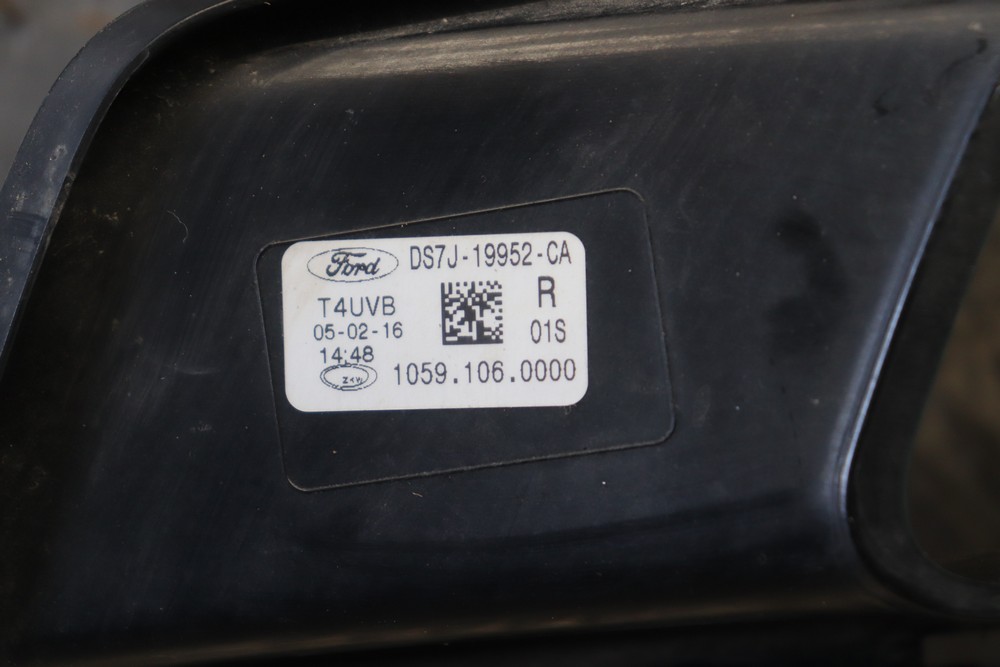 Ford DS7J-19952-CA
T4UVB R
05-02-16 01S
14:48
1059.106.0000